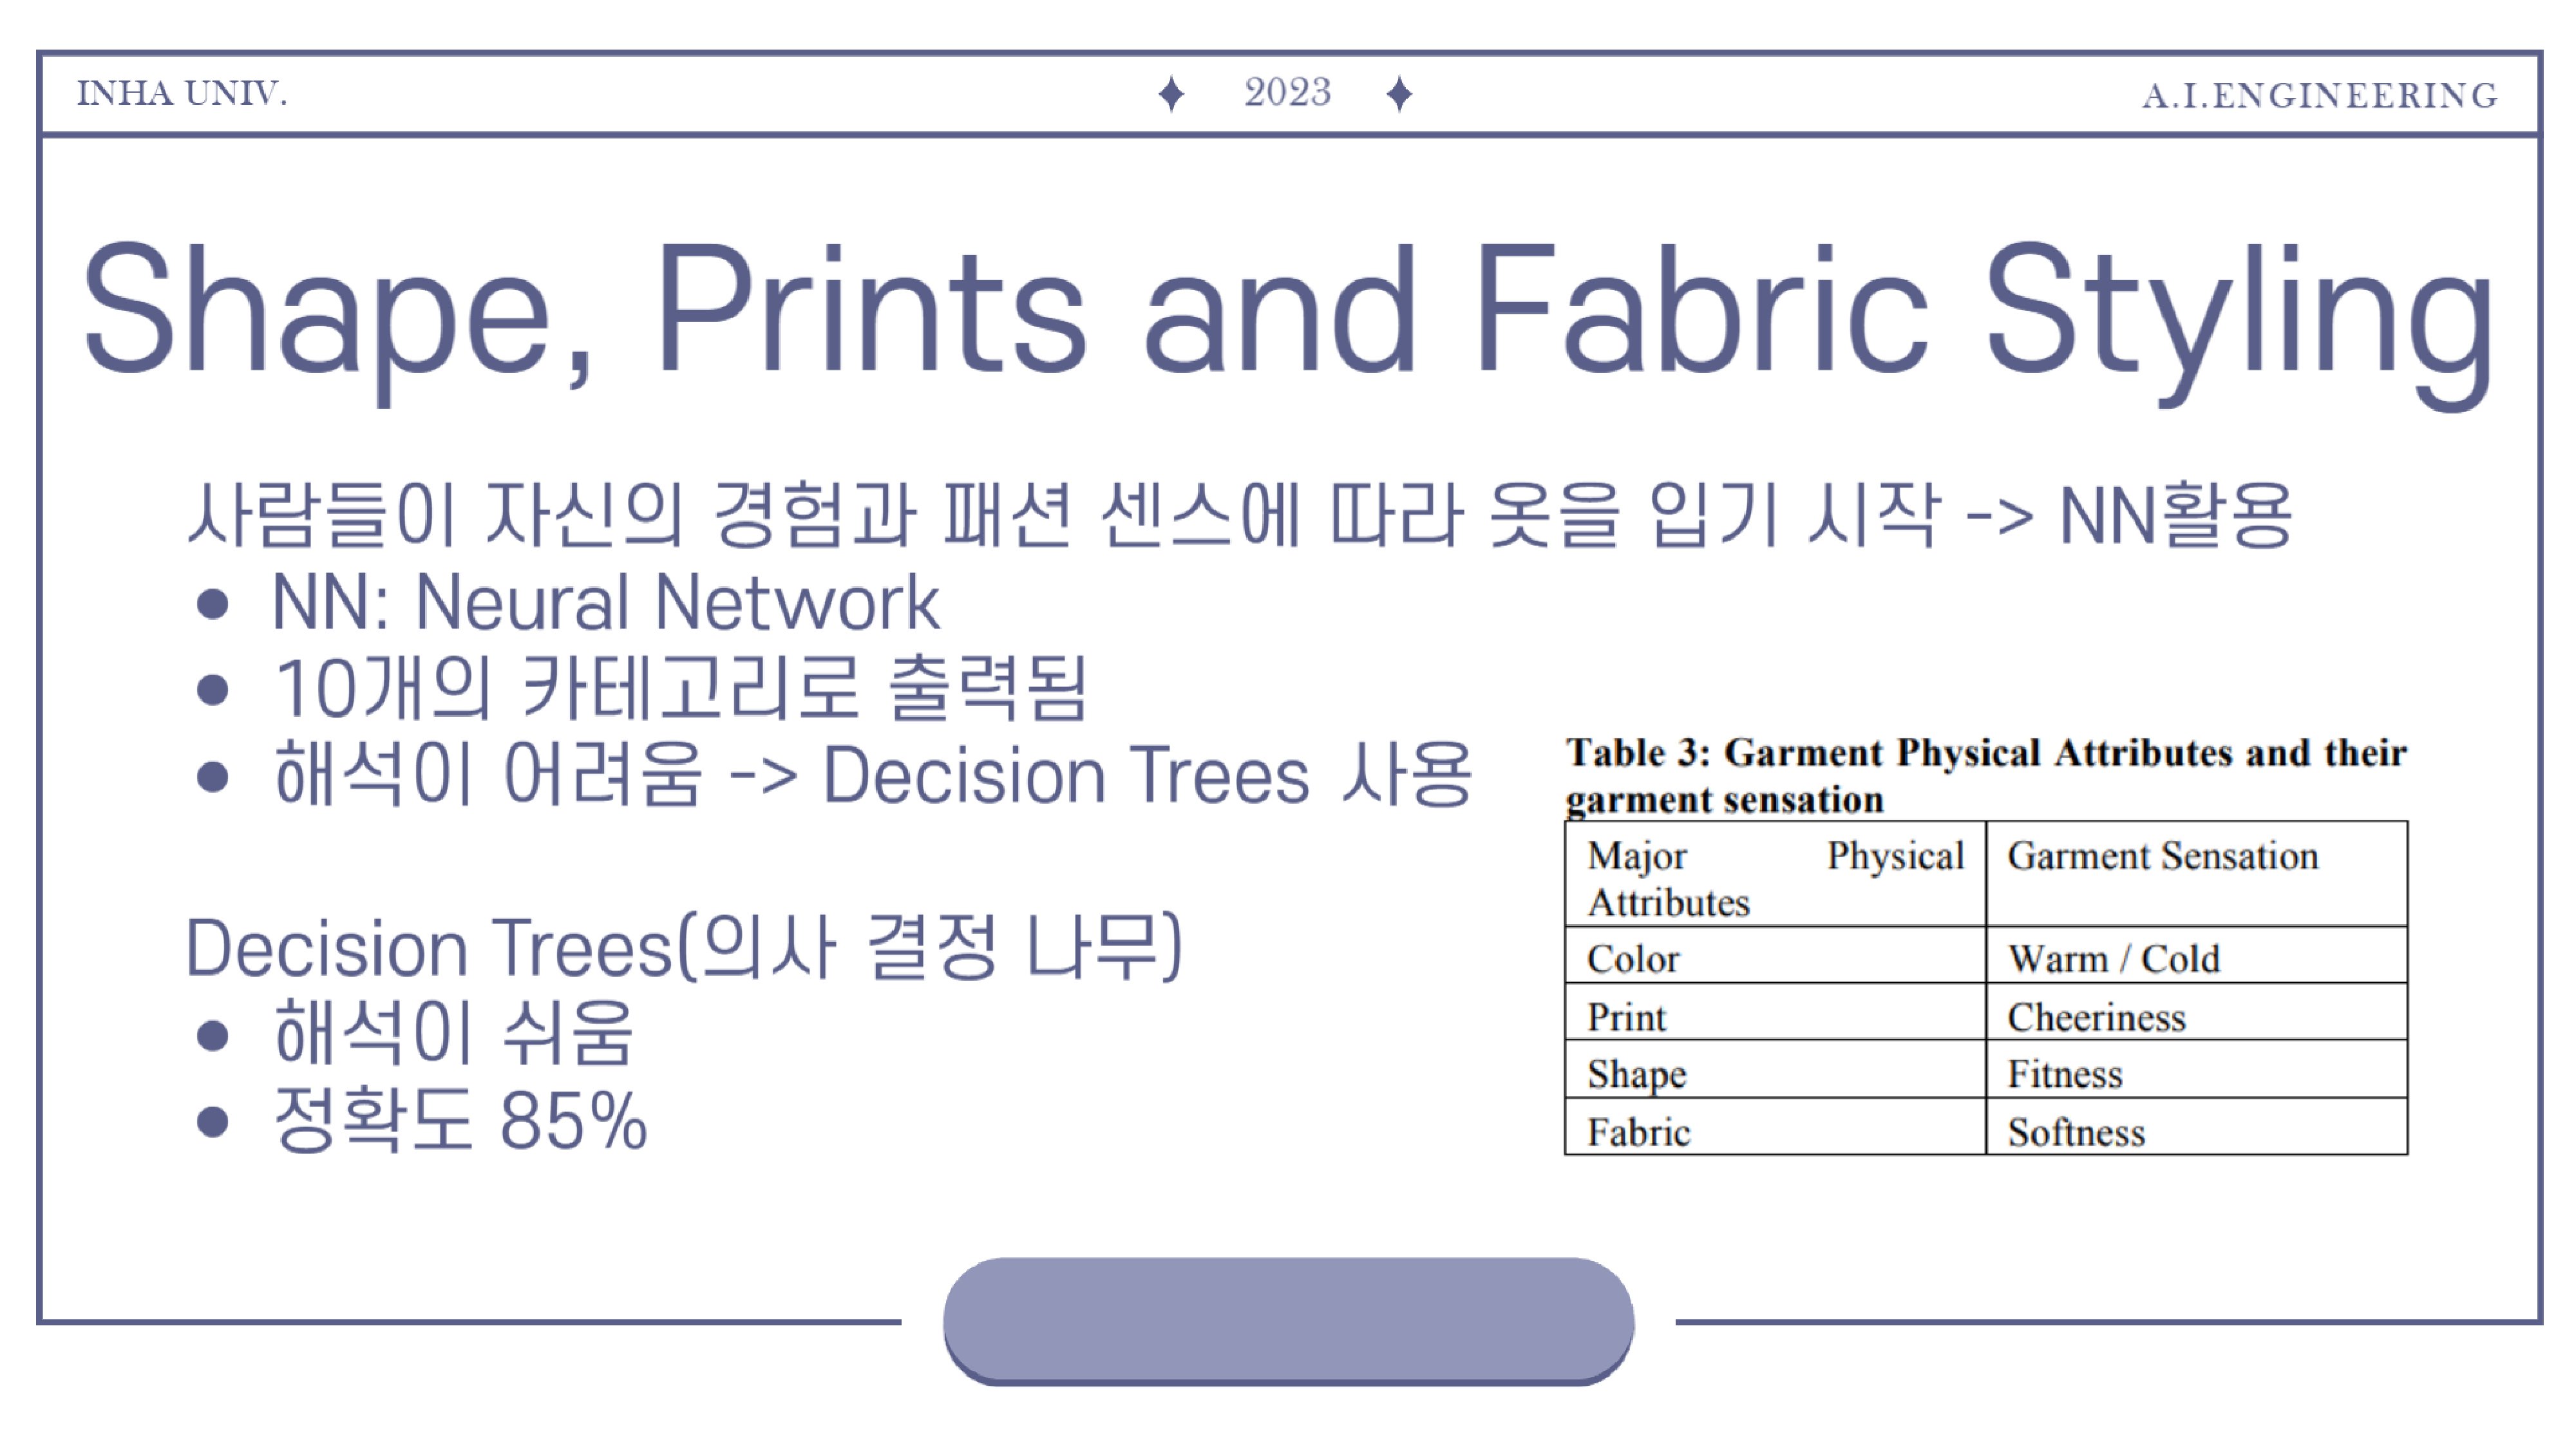 INHA UNIV.
2023
A.I.ENGINEERING
Shape, Prints and Fabric Styling
사람들이 자신의 경험과 패션 센스에 따라 옷을 입기 시작 -> NN활용
• NN: Neural Network
• 10개의 카테고리로 출력됨
• 해석이 어려움 -> Decision Trees 사용
Decision Trees(의사 결정 나무)
• 해석이 쉬움
• 정확도 85%
Table 3: Garment Physical Attributes and their
garment sensation
Major Physical Attributes | Garment Sensation
Color | Warm / Cold
Print | Cheeriness
Shape | Fitness
Fabric | Softness